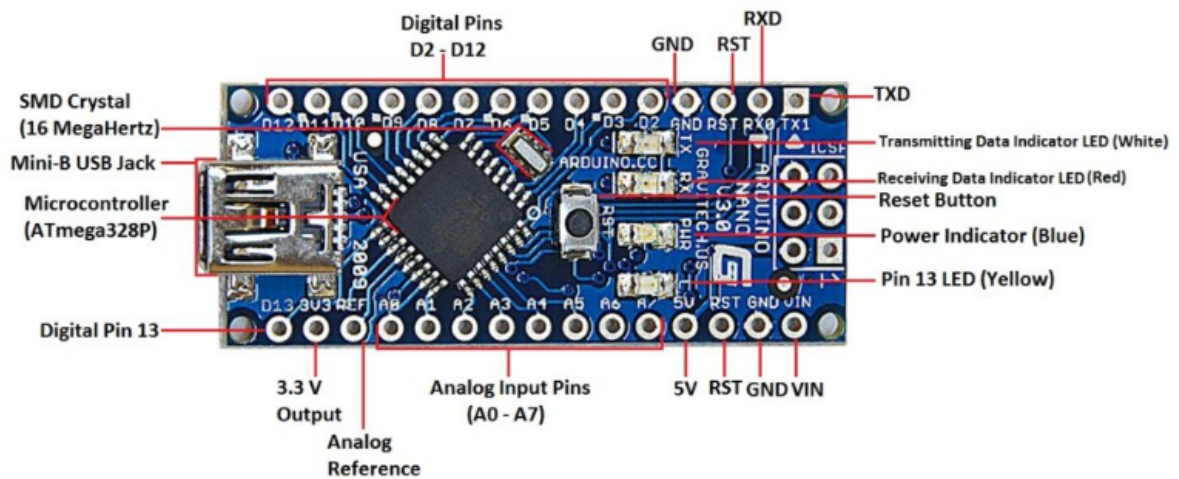 Digital Pins
D2 - D12
GND
RST
RXD
TXD
SMD Crystal
(16 MegaHertz)
Mini-B USB Jack
Microcontroller
(ATmega328P)
Digital Pin 13
Transmitting Data Indicator LED (White)
Receiving Data Indicator LED (Red)
Reset Button
Power Indicator (Blue)
Pin 13 LED (Yellow)
D12 D11 D10 D9 D8 D7 D6 D5 D4 D3 D2 GND RST RX0 TX1
ICSP
ARDUINO.CC
TX
RX
PWR
L
RST
USA
2009
GRAVITECH.US
ARDUINO
NANO
V3.0
D13 3V3 REF A0 A1 A2 A3 A4 A5 A6 A7 5V RST GND VIN
3.3 V
Output
Analog
Reference
Analog Input Pins
(A0 - A7)
5V
RST
GND
VIN